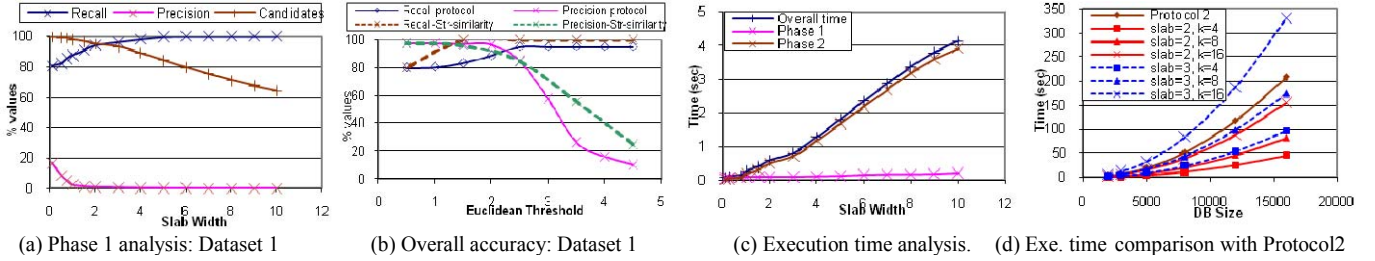 Recall Precision Candidates
% values
100
80
60
40
20
0
0 2 4 6 8 10 12
Slab Width
(a) Phase 1 analysis: Dataset 1
Recal protocol Precision protocol
Recal-Str-similarity Precision-Str-similarty
% values
100
80
60
40
20
0
0 1 2 3 4 5
Euclidean Threshold
(b) Overall accuracy: Dataset 1
Overall time
Phase 1
Phase 2
Time (sec)
5
4
3
2
1
0
0 2 4 6 8 10 12
Slab Width
(c) Execution time analysis.
Time
(sec)
350
300
250
200
150
100
50
0
Protocol 2
slab=2, k=4
slab=2, k=8
slab=2, k=16
slab=3, k=4
slab=3, k=8
slab=3, k=16
0 5000 10000 15000 20000
DB Size
(d) Exe. time comparison with Protocol2